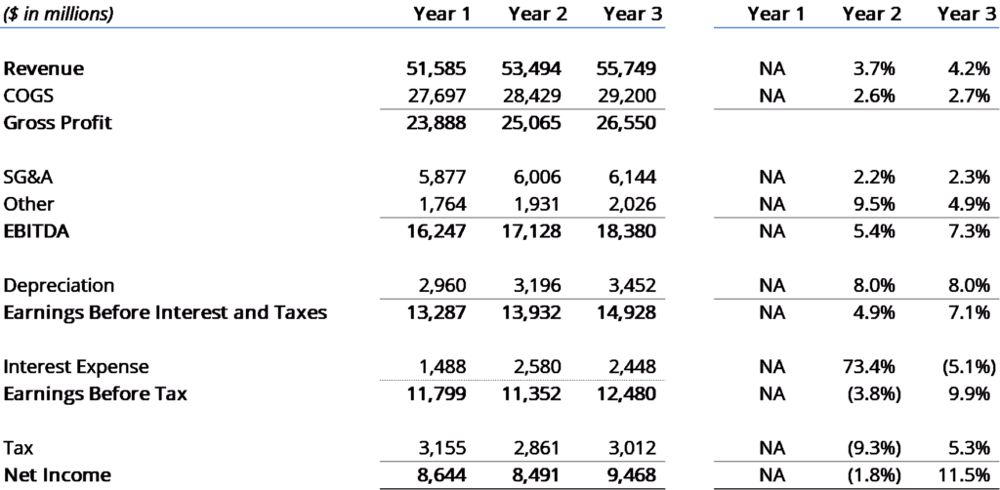 ($ in millions) Year 1 Year 2 Year 3 Year 1 Year 2 Year 3
Revenue 51,585 53,494 55,749 NA 3.7% 4.2%
COGS 27,697 28,429 29,200 NA 2.6% 2.7%
Gross Profit 23,888 25,065 26,550
SG&A 5,877 6,006 6,144 NA 2.2% 2.3%
Other 1,764 1,931 2,026 NA 9.5% 4.9%
EBITDA 16,247 17,128 18,380 NA 5.4% 7.3%
Depreciation 2,960 3,196 3,452 NA 8.0% 8.0%
Earnings Before Interest and Taxes 13,287 13,932 14,928 NA 4.9% 7.1%
Interest Expense 1,488 2,580 2,448 NA 73.4% (5.1%)
Earnings Before Tax 11,799 11,352 12,480 NA (3.8%) 9.9%
Tax 3,155 2,861 3,012 NA (9.3%) 5.3%
Net Income 8,644 8,491 9,468 NA (1.8%) 11.5%